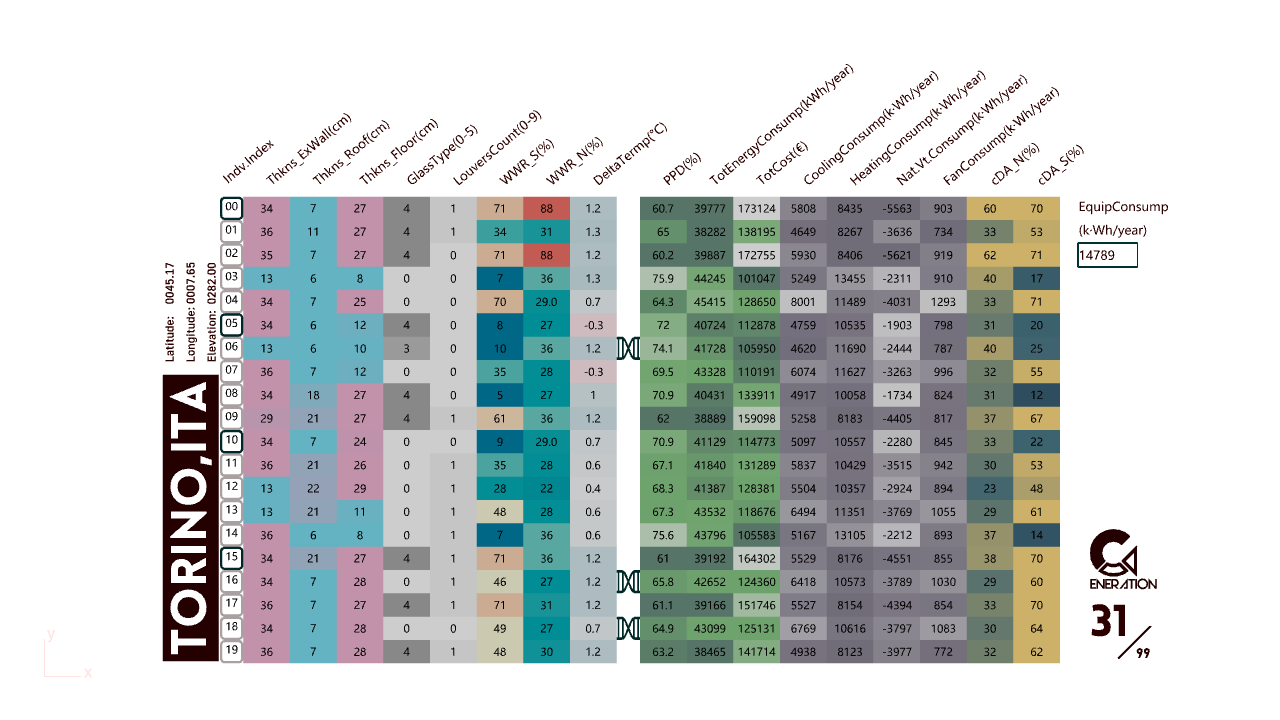 Indv.Index Thkns_ExWall(cm) Thkns_Roof(cm) Thkns_Floor(cm) GlassType(0-5) LouversCount(0-9) WWR_S(%) WWR_N(%) DeltaTermp(°C) PPD(%) TotEnergyConsump(kWh/year) TotCost(€) CoolingConsump(k·Wh/year) HeatingConsump(k·Wh/year) Nat.Vt.Consump(k·Wh/year) FanConsump(k·Wh/year) cDA_N(%) cDA_S(%)
00 34 7 27 4 1 71 88 1.2 60.7 39777 173124 5808 8435 -5563 903 60 70
01 36 11 27 4 1 34 31 1.3 65 38282 138195 4649 8267 -3636 734 33 53
02 35 7 27 4 0 71 88 1.2 60.2 39887 172755 5930 8406 -5621 919 62 71
03 13 6 8 0 0 7 36 1.3 75.9 44245 101047 5249 13455 -2311 910 40 17
04 34 7 25 0 0 70 29.0 0.7 64.3 45415 128650 8001 11489 -4031 1293 33 71
05 34 6 12 4 0 8 27 -0.3 72 40724 112878 4759 10535 -1903 798 31 20
06 13 6 10 3 0 10 36 1.2 74.1 41728 105950 4620 11690 -2444 787 40 25
07 36 7 12 0 0 35 28 -0.3 69.5 43328 110191 6074 11627 -3263 996 32 55
08 34 18 27 4 0 5 27 1 70.9 40431 133911 4917 10058 -1734 824 31 12
09 29 21 27 4 1 61 36 1.2 62 38889 159098 5258 8183 -4405 817 37 67
10 34 7 24 0 0 9 29.0 0.7 70.9 41129 114773 5097 10557 -2280 845 33 22
11 36 21 26 0 1 35 28 0.6 67.1 41840 131289 5837 10429 -3515 942 30 53
12 13 22 29 0 1 28 22 0.4 68.3 41387 128381 5504 10357 -2924 894 23 48
13 13 21 11 0 1 48 28 0.6 67.3 43532 118676 6494 11351 -3769 1055 29 61
14 36 6 8 0 1 7 36 0.6 75.6 43796 105583 5167 13105 -2212 893 37 14
15 34 21 27 4 1 71 36 1.2 61 39192 164302 5529 8176 -4551 855 38 70
16 34 7 28 0 1 46 27 1.2 65.8 42652 124360 6418 10573 -3789 1030 29 60
17 36 7 27 4 1 71 31 1.2 61.1 39166 151746 5527 8154 -4394 854 33 70
18 34 7 28 0 0 49 27 0.7 64.9 43099 125131 6769 10616 -3797 1083 30 64
19 36 7 28 4 1 48 30 1.2 63.2 38465 141714 4938 8123 -3977 772 32 62
Latitude: 0045.17
Longitude: 0007.65
Elevation: 0282.00
TORINO,ITA
EquipConsump
(k·Wh/year)
14789
GENERATION
31/99
y
x